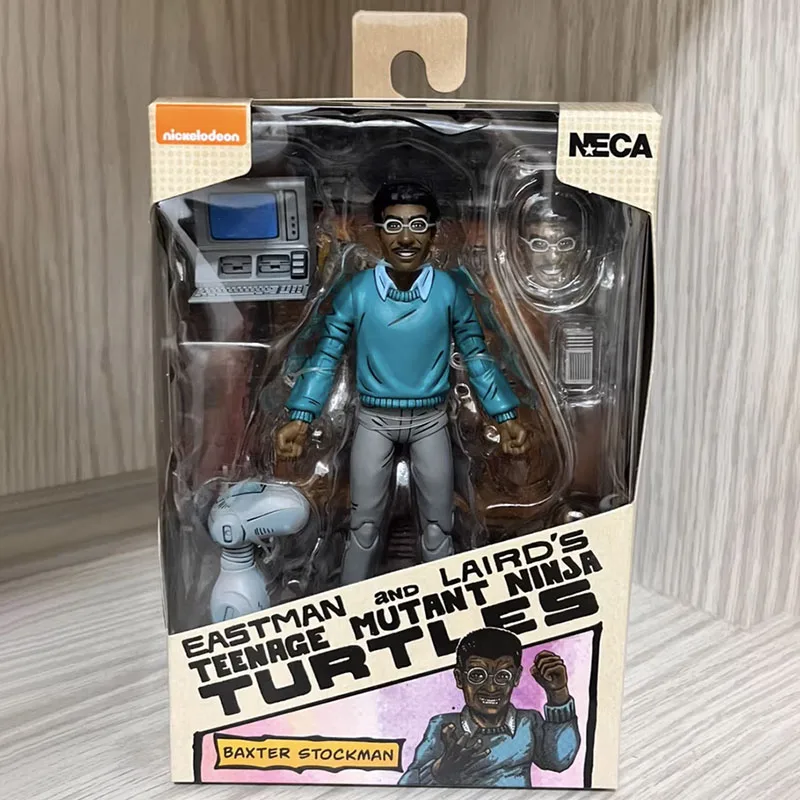 nickelodeon
NECA
EASTMAN AND LAIRD'S
TEENAGE MUTANT NINJA
TURTLES
BAXTER STOCKMAN